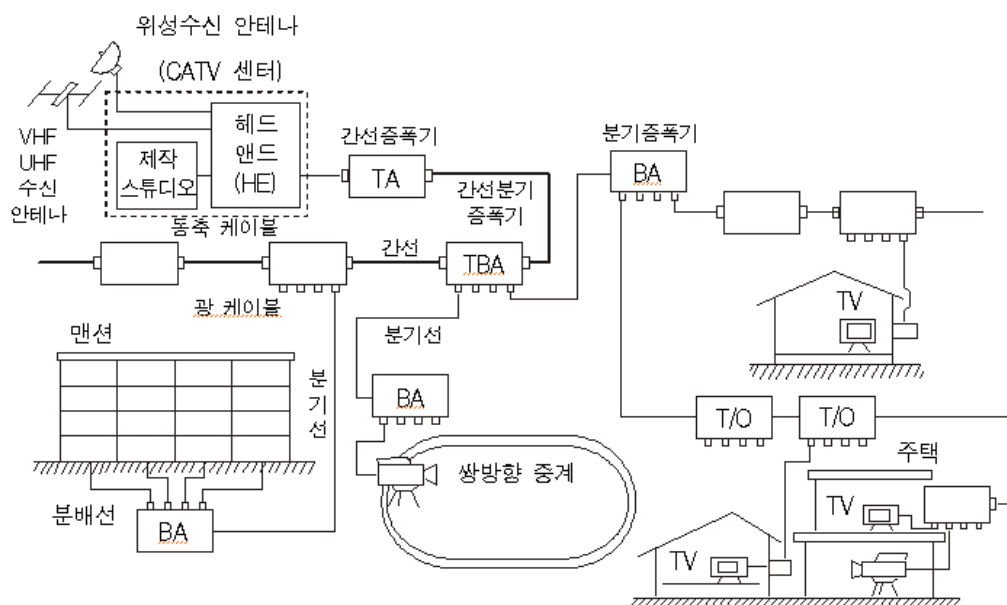 위성수신 안테나
(CATV 센터)
VHF
UHF
수신
안테나
제작
스튜디오
헤드
앤드
(HE)
간선증폭기
TA
간선분기
증폭기
분기증폭기
BA
동축 케이블
간선
TBA
광 케이블
분기선
맨션
분기선
BA
쌍방향 중계
분배선
BA
TV
T/O
T/O
주택
TV
TV